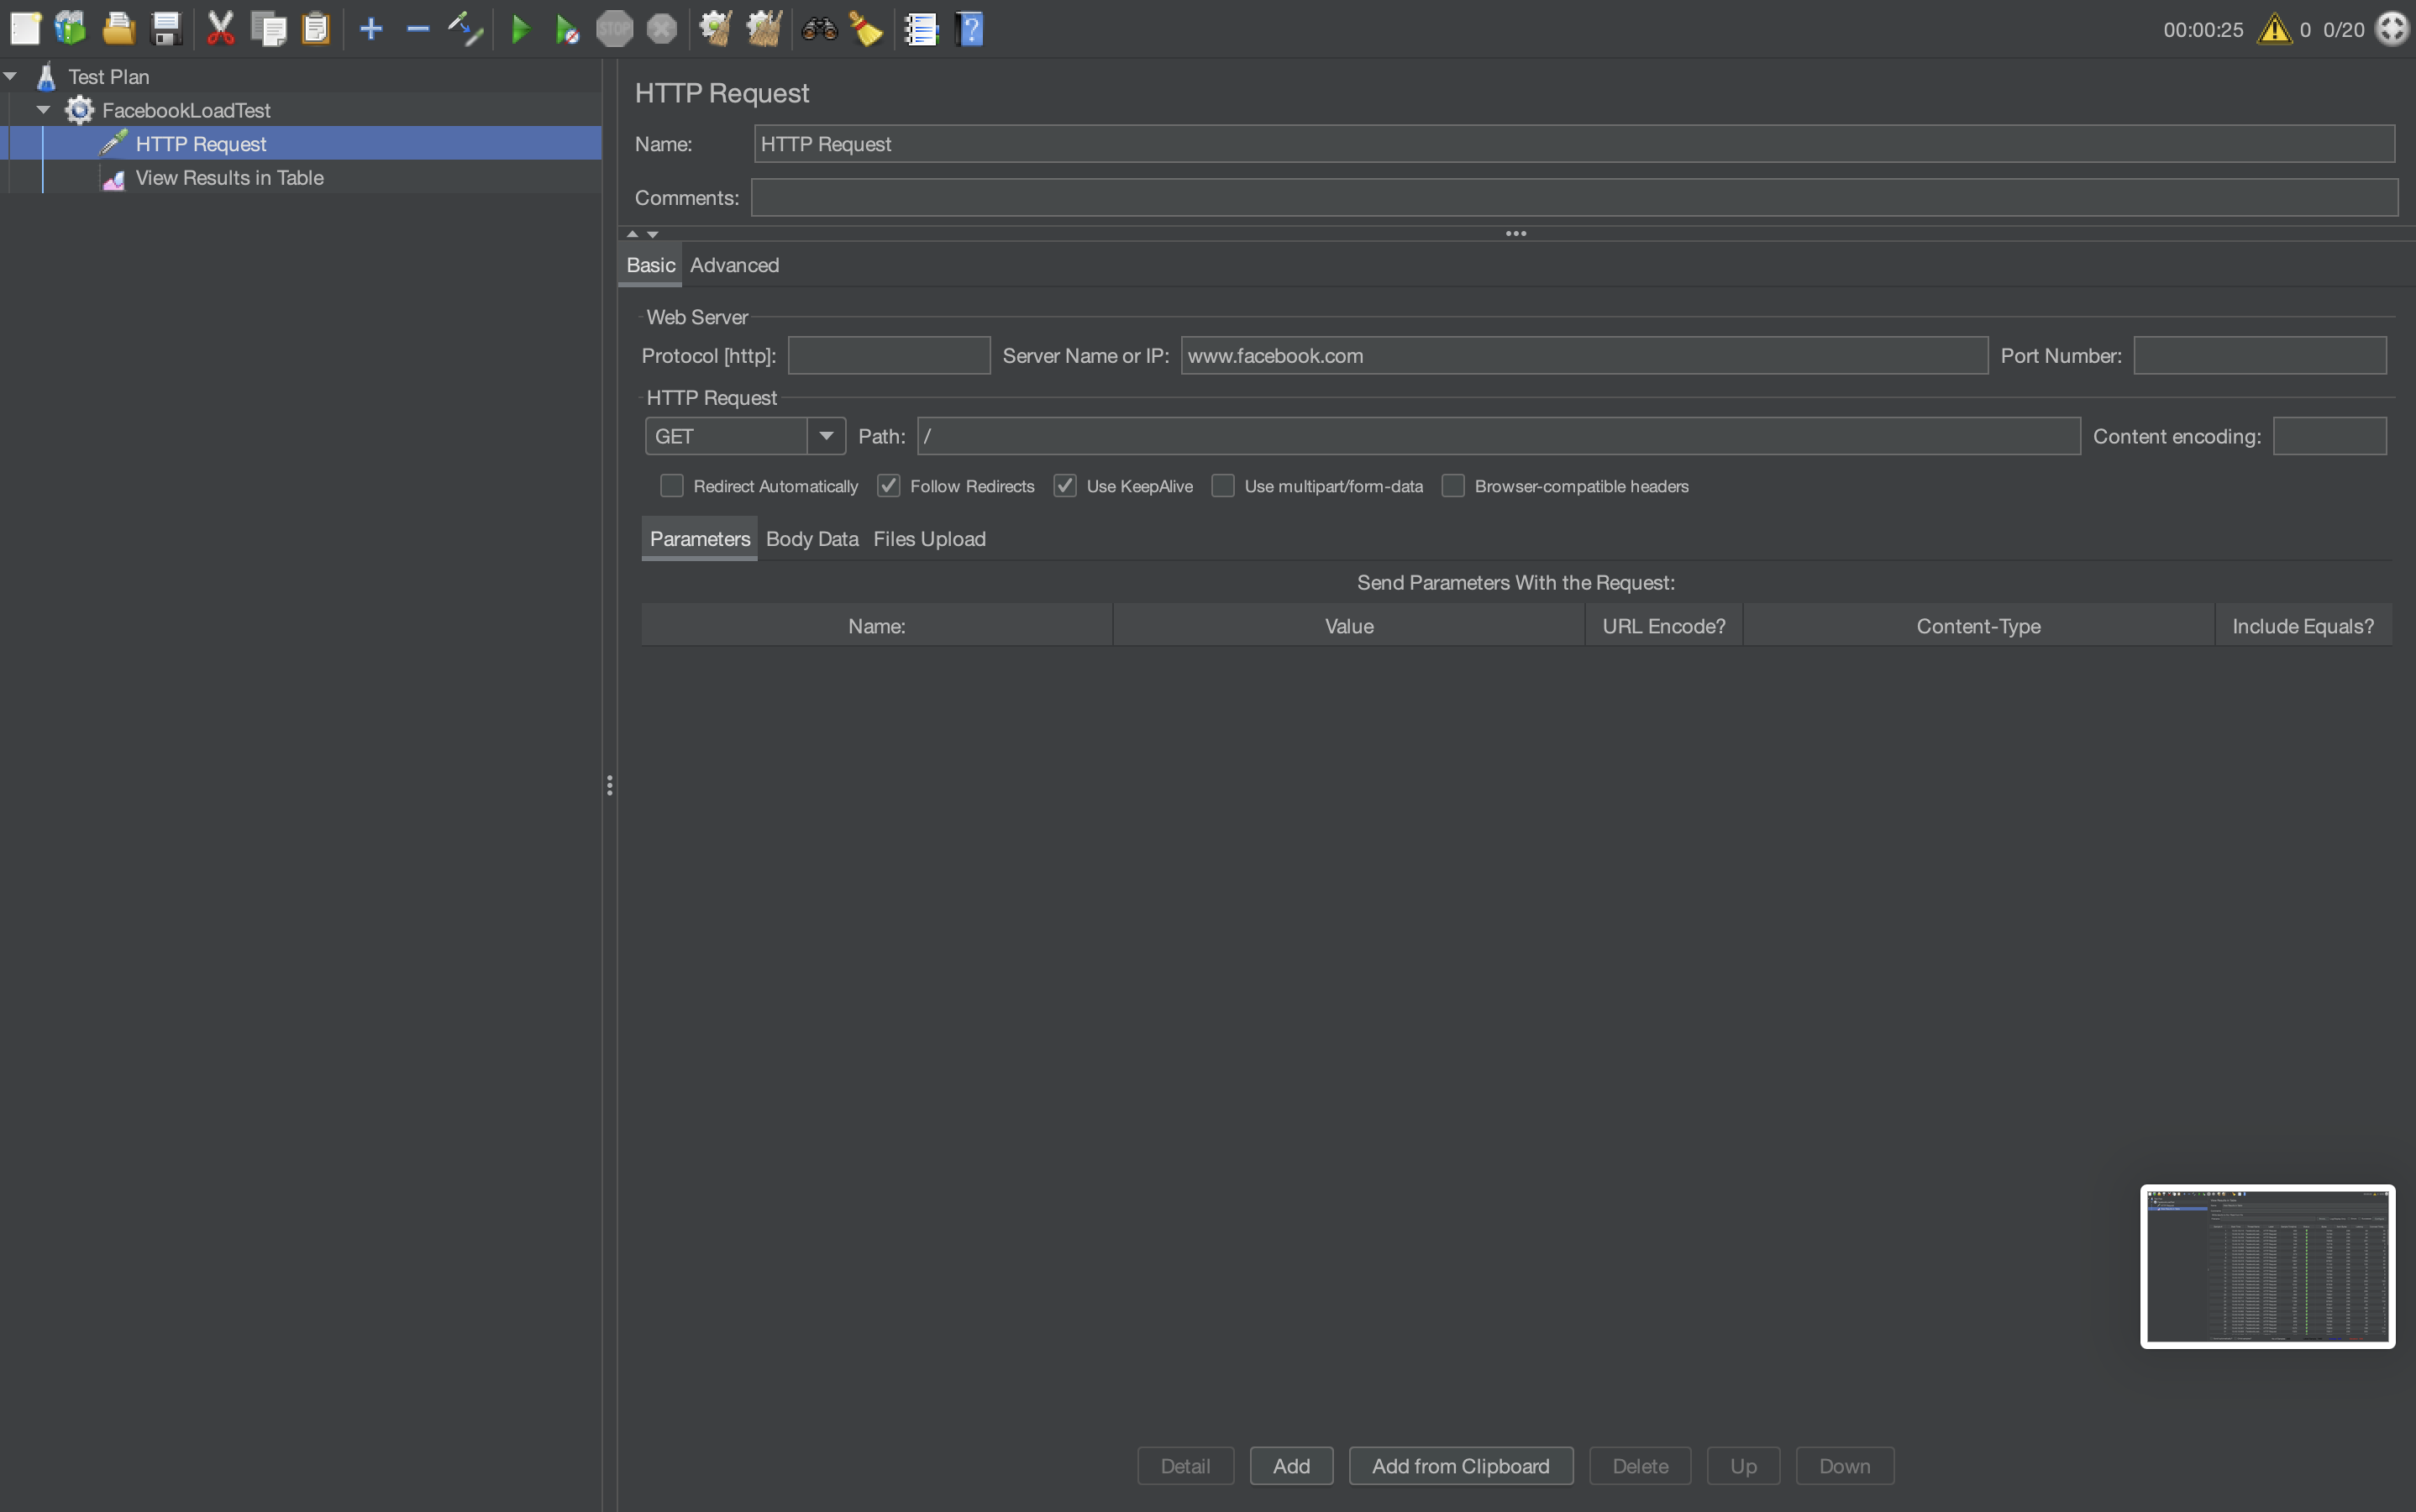 00:00:25 0 0/20
Test Plan
FacebookLoadTest
HTTP Request
View Results in Table
HTTP Request
Name: HTTP Request
Comments:
Basic Advanced
Web Server
Protocol [http]: Server Name or IP: www.facebook.com Port Number:
HTTP Request
GET Path: / Content encoding:
Redirect Automatically Follow Redirects Use KeepAlive Use multipart/form-data Browser-compatible headers
Parameters Body Data Files Upload
Send Parameters With the Request:
Name: Value URL Encode? Content-Type Include Equals?
Detail Add Add from Clipboard Delete Up Down